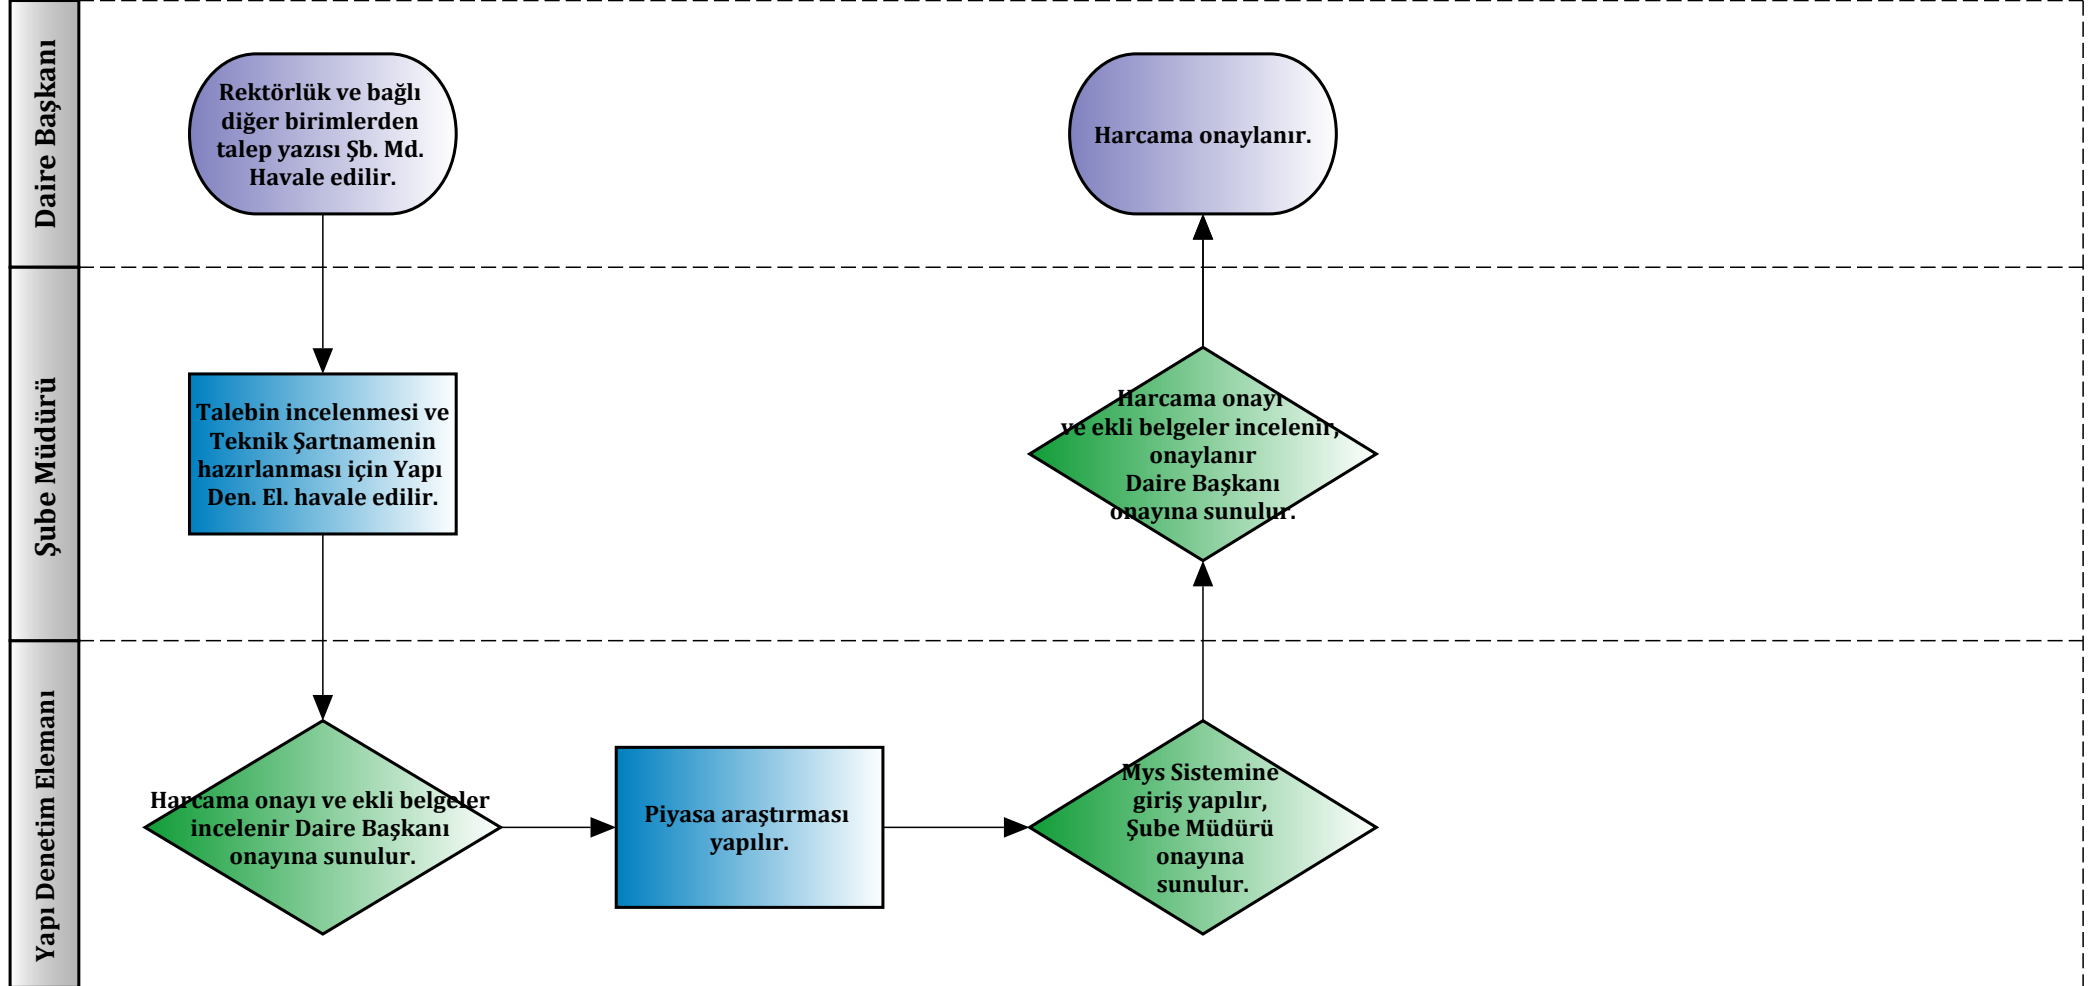 Daire Başkanı
Rektörlük ve bağlı
diğer birimlerden
talep yazısı Şb. Md.
Havale edilir.
Harcama onaylanır.
Şube Müdürü
Talebin incelenmesi ve
Teknik Şartnamenin
hazırlanması için Yapı
Den. El. havale edilir.
Harcama onayı
ve ekli belgeler incelenir,
onaylanır
Daire Başkanı
onayına sunulur.
Yapı Denetim Elemanı
Harcama onayı ve ekli belgeler
incelenir Daire Başkanı
onayına sunulur.
Piyasa araştırması
yapılır.
Mys Sistemine
giriş yapılır,
Şube Müdürü
onayına
sunulur.